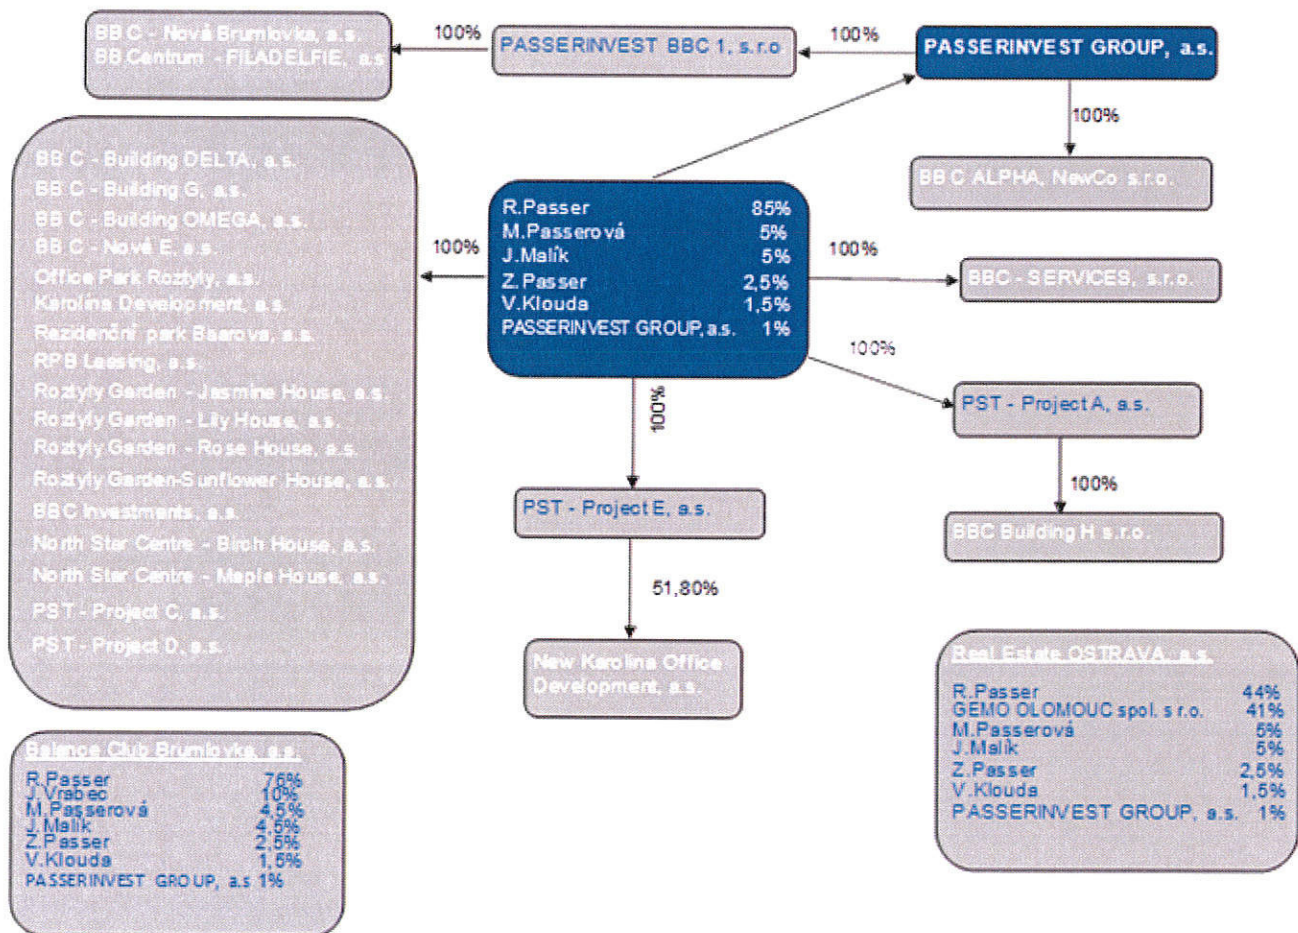 BB C - Nová Brumlovka, a.s.
BB Centrum - FILADELFIE, a.s
100%
PASSERINVEST BBC 1, s.r.o
100%
PASSERINVEST GROUP, a.s.
100%
BB C ALPHA, NewCo s.r.o.
BB C - Building DELTA, a.s.
BB C - Building G, a.s.
BB C - Building OMEGA, a.s.
BB C - Nové E, a.s.
Office Park Roztyly, a.s.
Karolina Development, a.s.
Rezidenční park Baarova, a.s.
RPB Leasing, a.s.
Roztyly Garden - Jasmine House, a.s.
Roztyly Garden - Lily House, a.s.
Roztyly Garden - Rose House, a.s.
Roztyly Garden-Sunflower House, a.s.
BBC Investments, a.s.
North Star Centre - Birch House, a.s.
North Star Centre - Maple House, a.s.
PST - Project C, a.s.
PST - Project D, a.s.
100%
R.Passer 85%
M.Passerová 5%
J.Malík 5%
Z.Passer 2,5%
V.Klouda 1,5%
PASSERINVEST GROUP, a.s. 1%
100%
BBC - SERVICES, s.r.o.
100%
PST - Project A, a.s.
100%
BBC Building H s.r.o.
100%
PST - Project E, a.s.
51,80%
New Karolina Office
Development, a.s.
Real Estate OSTRAVA, a.s.
R.Passer 44%
GEMO OLOMOUC spol. s r.o. 41%
M.Passerová 5%
J.Malík 5%
Z.Passer 2,5%
V.Klouda 1,5%
PASSERINVEST GROUP, a.s. 1%
Balance Club Brumlovka, a.s.
R.Passer 76%
J.Vrabec 10%
M.Passerová 4,5%
J.Malík 4,5%
Z.Passer 2,5%
V.Klouda 1,5%
PASSERINVEST GROUP, a.s 1%